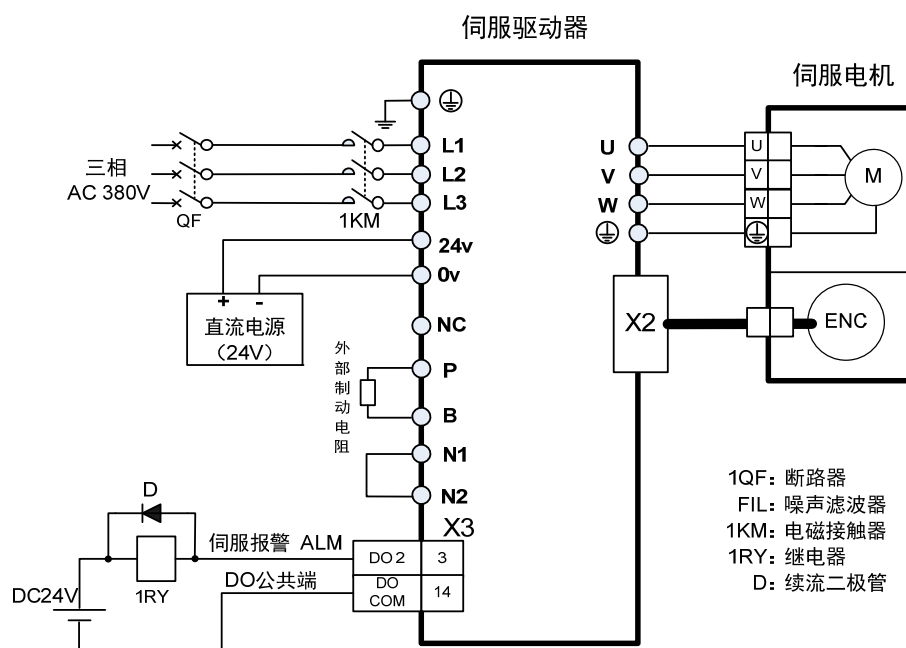 伺服驱动器
伺服电机
三相
AC 380V
QF
1KM
L1
L2
L3
24v
0v
NC
P
B
N1
N2
X3
+ -
直流电源
（24V）
外部制动电阻
U
V
W
U
V
W
M
X2
ENC
1QF：断路器
FIL：噪声滤波器
1KM：电磁接触器
1RY：继电器
D：续流二极管
D
1RY
DC24V
伺服报警 ALM
DO公共端
DO 2
3
DO
COM
14